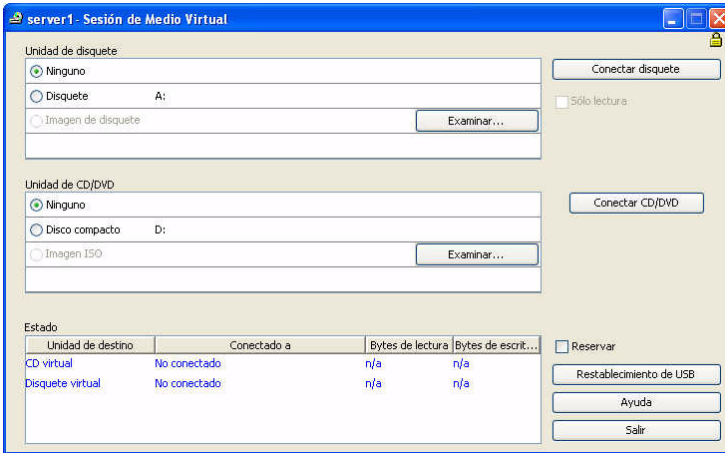 server1 - Sesión de Medio Virtual
Unidad de disquete
Ninguno
Conectar disquete
Disquete A:
Sólo lectura
Imagen de disquete Examinar...
Unidad de CD/DVD
Ninguno
Conectar CD/DVD
Disco compacto D:
Imagen ISO Examinar...
Estado
Unidad de destino Conectado a Bytes de lectura Bytes de escrit...
Reservar
CD virtual No conectado n/a n/a
Restablecimiento de USB
Disquete virtual No conectado n/a n/a
Ayuda
Salir